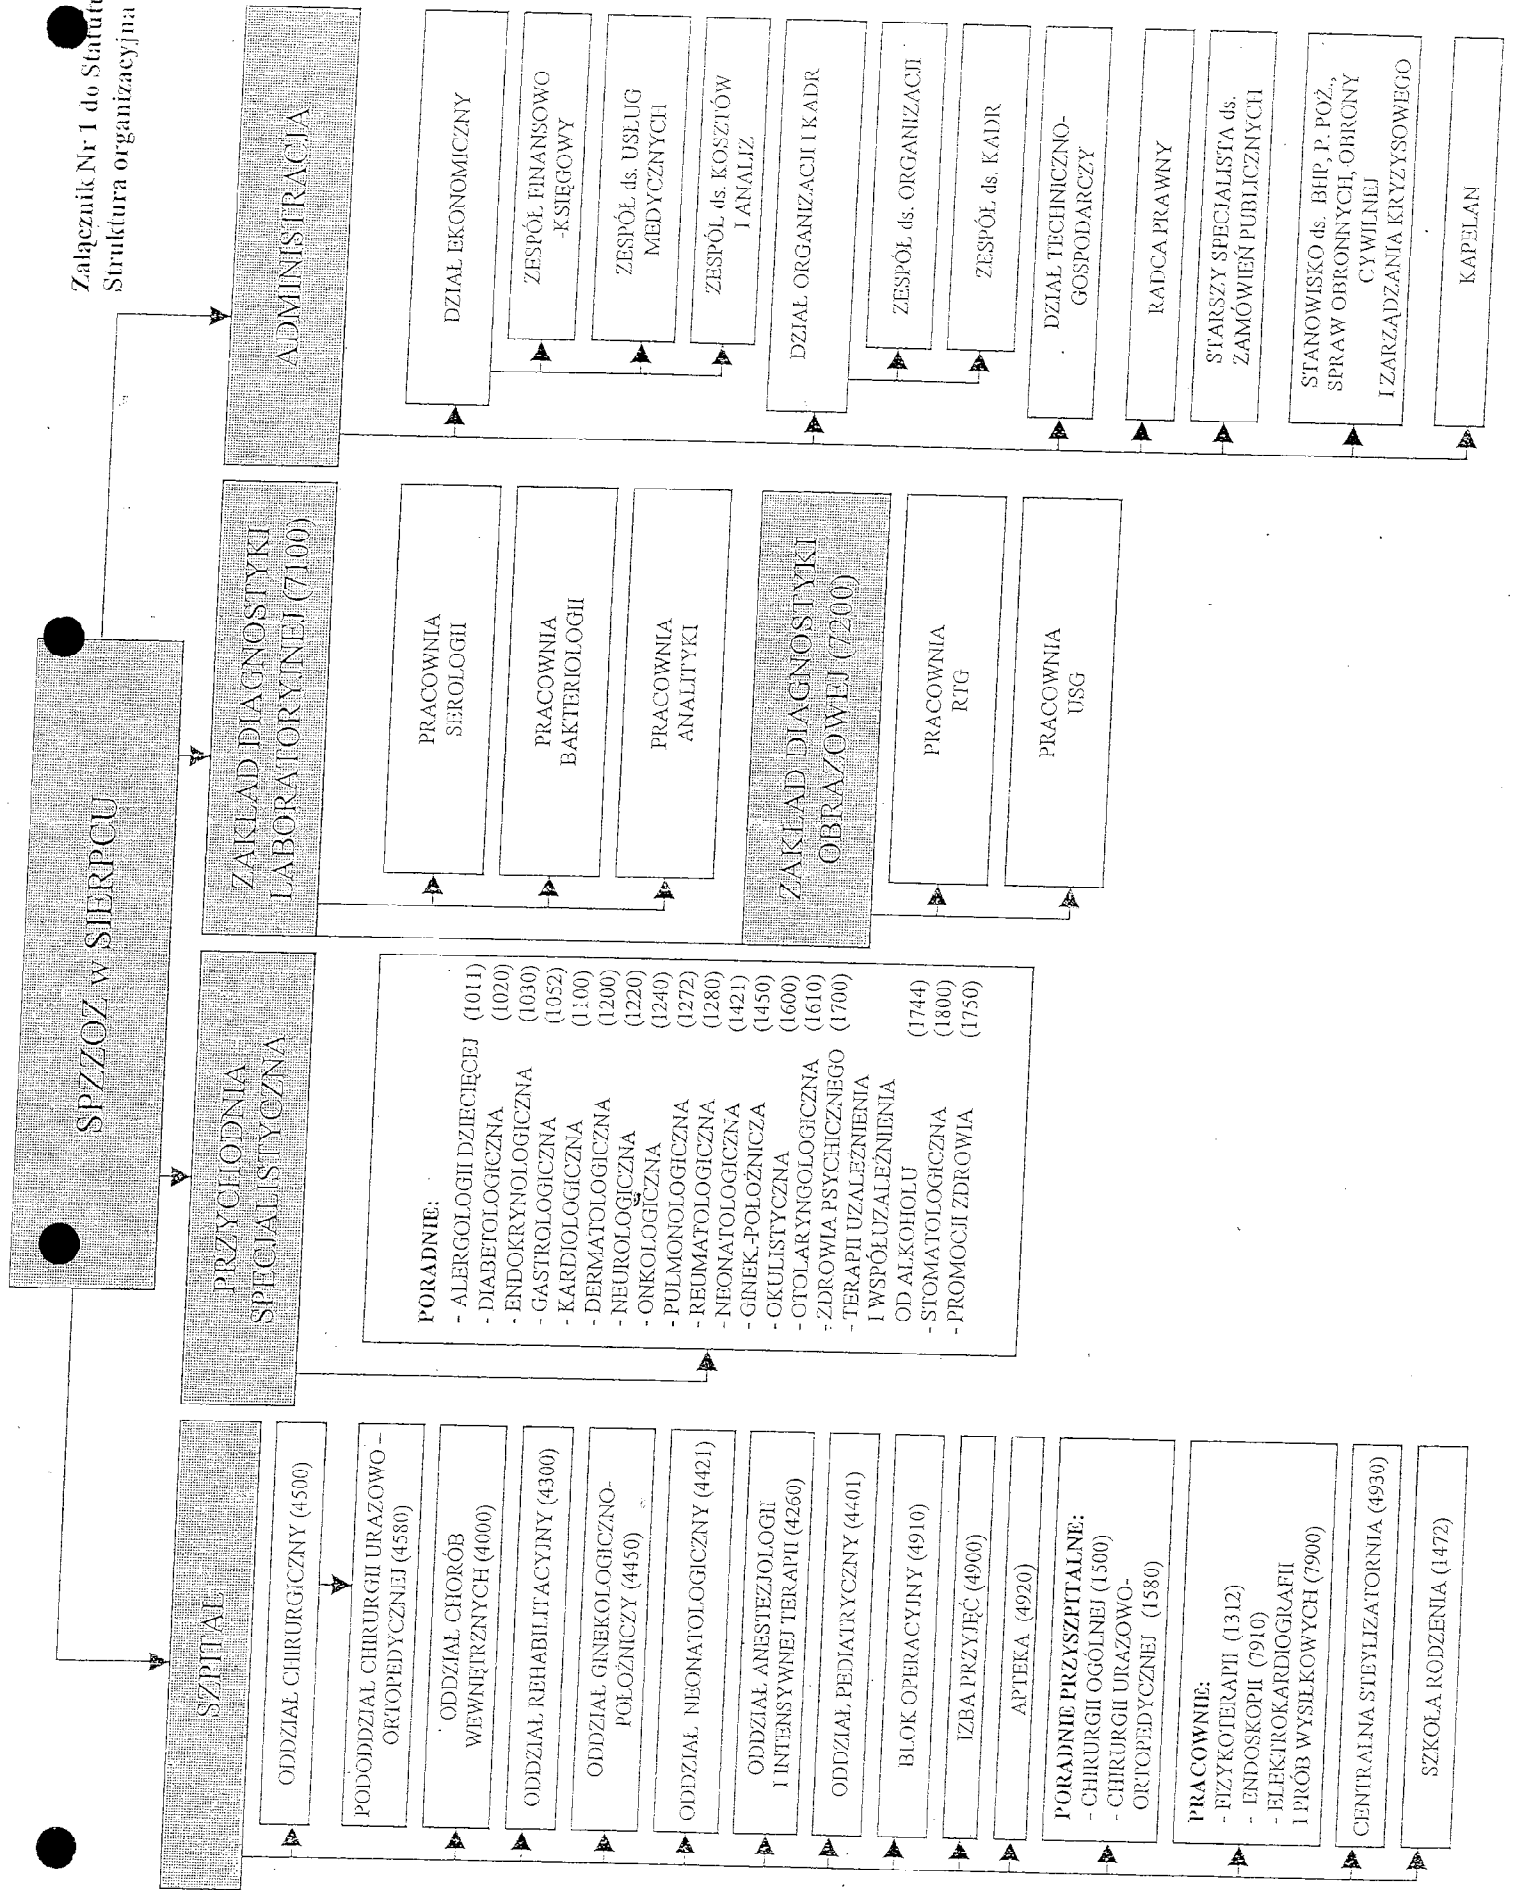 Załącznik Nr 1 do Statutu
Struktura organizacyjna
SPZZOZ w SIERPCU
SZPITAL
ODDZIAŁ CHIRURGICZNY (4500)
PODODDZIAŁ CHIRURGII URAZOWO –
ORTOPEDYCZNEJ (4580)
ODDZIAŁ CHORÓB
WEWNĘTRZNYCH (4000)
ODDZIAŁ REHABILITACYJNY (4300)
ODDZIAŁ GINEKOLOGICZNO-
POŁOŻNICZY (4450)
ODDZIAŁ NEONATOLOGICZNY (4421)
ODDZIAŁ ANESTEZJOLOGII
I INTENSYWNEJ TERAPII (4260)
ODDZIAŁ PEDIATRYCZNY (4401)
BLOK OPERACYJNY (4910)
IZBA PRZYJĘĆ (4900)
APTEKA (4920)
PORADNIE PRZYSZPITALNE:
- CHIRURGII OGÓLNEJ (1500)
- CHIRURGII URAZOWO-
ORTOPEDYCZNEJ (1580)
PRACOWNIE:
- FIZYKOTERAPII (1312)
- ENDOSKOPII (7910)
- ELEKTROKARDIOGRAFII
I PRÓB WYSIŁKOWYCH (7900)
CENTRALNA STEYLIZATORNIA (4930)
SZKOŁA RODZENIA (1472)
PRZYCHODNIA
SPECJALISTYCZNA
PORADNIE:
- ALERGOLOGII DZIECIĘCEJ (1011)
- DIABETOLOGICZNA (1020)
- ENDOKRYNOLOGICZNA (1030)
- GASTROLOGICZNA (1052)
- KARDIOLOGICZNA (1100)
- DERMATOLOGICZNA (1200)
- NEUROLOGICZNA (1220)
- ONKOLOGICZNA (1240)
- PULMONOLOGICZNA (1272)
- REUMATOLOGICZNA (1280)
- NEONATOLOGICZNA (1421)
- GINEK.-POŁOŻNICZA (1450)
- OKULISTYCZNA (1600)
- OTOLARYNGOLOGICZNA (1610)
- ZDROWIA PSYCHICZNEGO (1700)
- TERAPII UZALEŻNIENIA
I WSPÓŁUZALEŻNIENIA
OD ALKOHOLU (1744)
- STOMATOLOGICZNA (1800)
- PROMOCJI ZDROWIA (1750)
ZAKŁAD DIAGNOSTYKI
LABORATORYJNEJ (7100)
PRACOWNIA
SEROLOGII
PRACOWNIA
BAKTERIOLOGII
PRACOWNIA
ANALITYKI
ZAKŁAD DIAGNOSTYKI
OBRAZOWEJ (7200)
PRACOWNIA
RTG
PRACOWNIA
USG
ADMINISTRACJA
DZIAŁ EKONOMICZNY
ZESPÓŁ FINANSOWO
-KSIĘGOWY
ZESPÓŁ ds. USŁUG
MEDYCZNYCH
ZESPÓŁ ds. KOSZTÓW
I ANALIZ
DZIAŁ ORGANIZACJI I KADR
ZESPÓŁ ds. ORGANIZACJI
ZESPÓŁ ds. KADR
DZIAŁ TECHNICZNO-
GOSPODARCZY
RADCA PRAWNY
STARSZY SPECJALISTA ds.
ZAMÓWIEŃ PUBLICZNYCH
STANOWISKO ds. BHP, P. POŻ.,
SPRAW OBRONNYCH, OBRONY
CYWILNEJ
I ZARZĄDZANIA KRYZYSOWEGO
KAPELAN